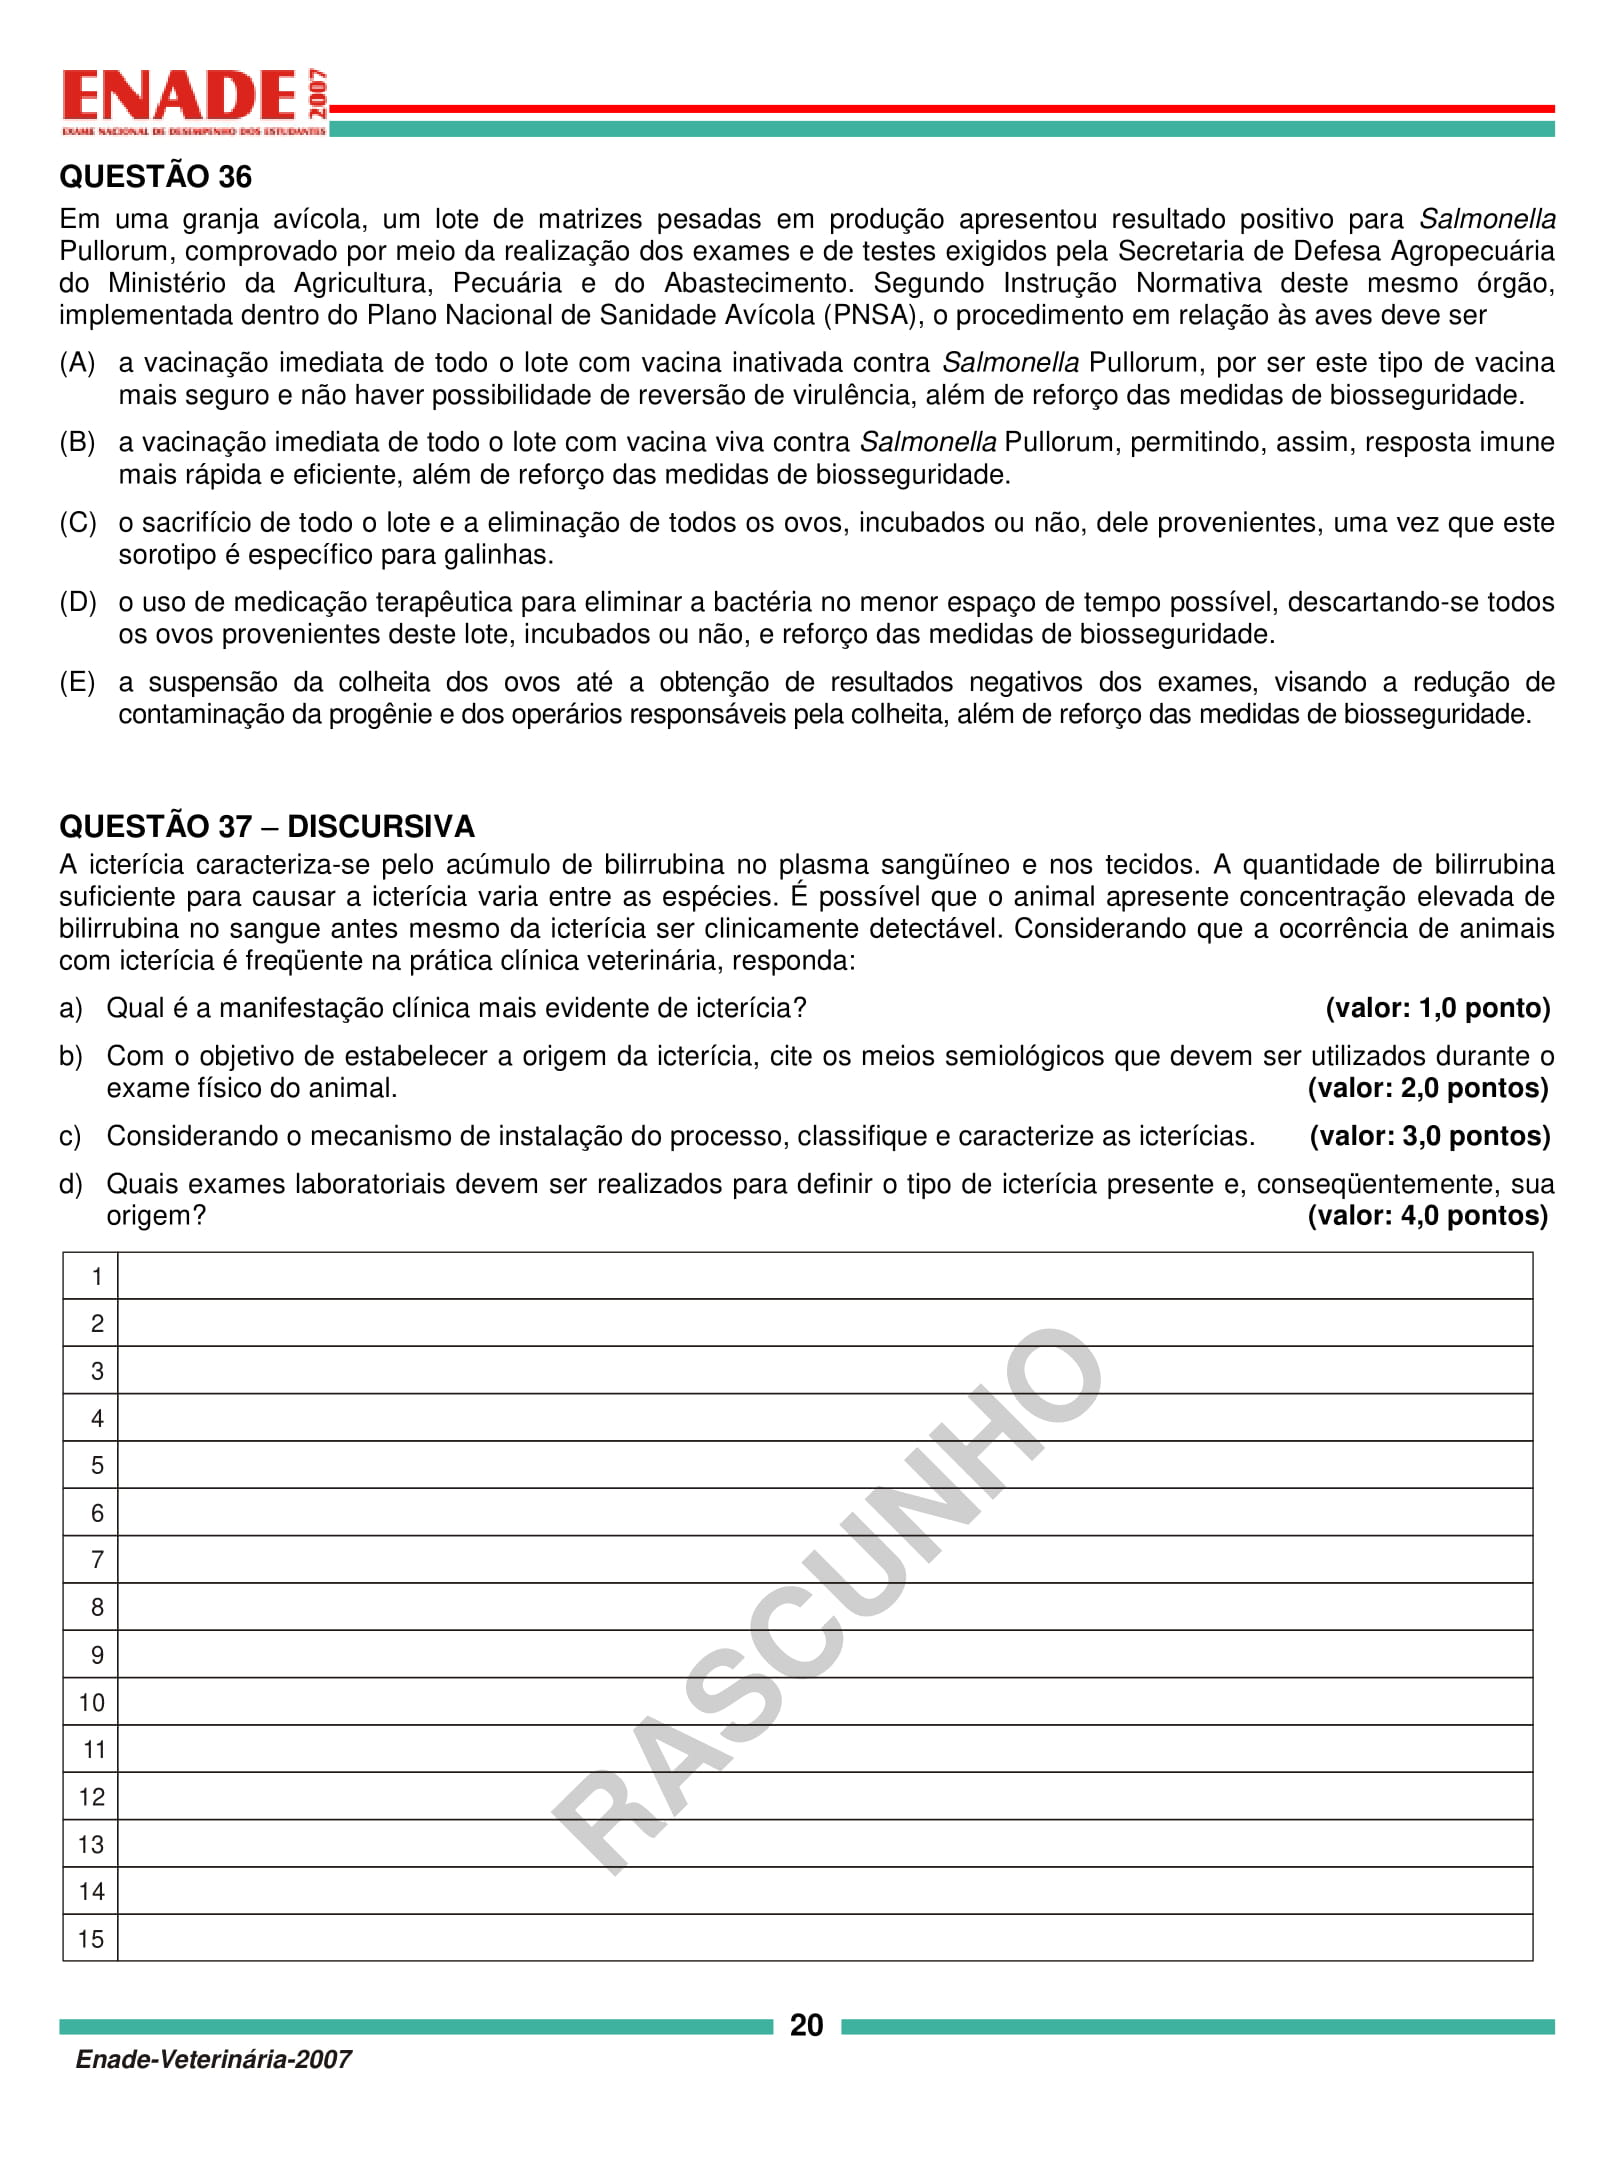 ENADE 2007
EXAME NACIONAL DE DESEMPENHO DOS ESTUDANTES
QUESTÃO 36
Em uma granja avícola, um lote de matrizes pesadas em produção apresentou resultado positivo para Salmonella
Pullorum, comprovado por meio da realização dos exames e de testes exigidos pela Secretaria de Defesa Agropecuária
do Ministério da Agricultura, Pecuária e do Abastecimento. Segundo Instrução Normativa deste mesmo órgão,
implementada dentro do Plano Nacional de Sanidade Avícola (PNSA), o procedimento em relação às aves deve ser
(A) a vacinação imediata de todo o lote com vacina inativada contra Salmonella Pullorum, por ser este tipo de vacina
mais seguro e não haver possibilidade de reversão de virulência, além de reforço das medidas de biosseguridade.
(B) a vacinação imediata de todo o lote com vacina viva contra Salmonella Pullorum, permitindo, assim, resposta imune
mais rápida e eficiente, além de reforço das medidas de biosseguridade.
(C) o sacrifício de todo o lote e a eliminação de todos os ovos, incubados ou não, dele provenientes, uma vez que este
sorotipo é específico para galinhas.
(D) o uso de medicação terapêutica para eliminar a bactéria no menor espaço de tempo possível, descartando-se todos
os ovos provenientes deste lote, incubados ou não, e reforço das medidas de biosseguridade.
(E) a suspensão da colheita dos ovos até a obtenção de resultados negativos dos exames, visando a redução de
contaminação da progênie e dos operários responsáveis pela colheita, além de reforço das medidas de biosseguridade.
QUESTÃO 37 – DISCURSIVA
A icterícia caracteriza-se pelo acúmulo de bilirrubina no plasma sangüíneo e nos tecidos. A quantidade de bilirrubina
suficiente para causar a icterícia varia entre as espécies. É possível que o animal apresente concentração elevada de
bilirrubina no sangue antes mesmo da icterícia ser clinicamente detectável. Considerando que a ocorrência de animais
com icterícia é freqüente na prática clínica veterinária, responda:
a) Qual é a manifestação clínica mais evidente de icterícia? (valor: 1,0 ponto)
b) Com o objetivo de estabelecer a origem da icterícia, cite os meios semiológicos que devem ser utilizados durante o
exame físico do animal. (valor: 2,0 pontos)
c) Considerando o mecanismo de instalação do processo, classifique e caracterize as icterícias. (valor: 3,0 pontos)
d) Quais exames laboratoriais devem ser realizados para definir o tipo de icterícia presente e, conseqüentemente, sua
origem? (valor: 4,0 pontos)
1
2
3
4
5
6
7
8
9
10
11
12
13
14
15
RASCUNHO
20
Enade-Veterinária-2007